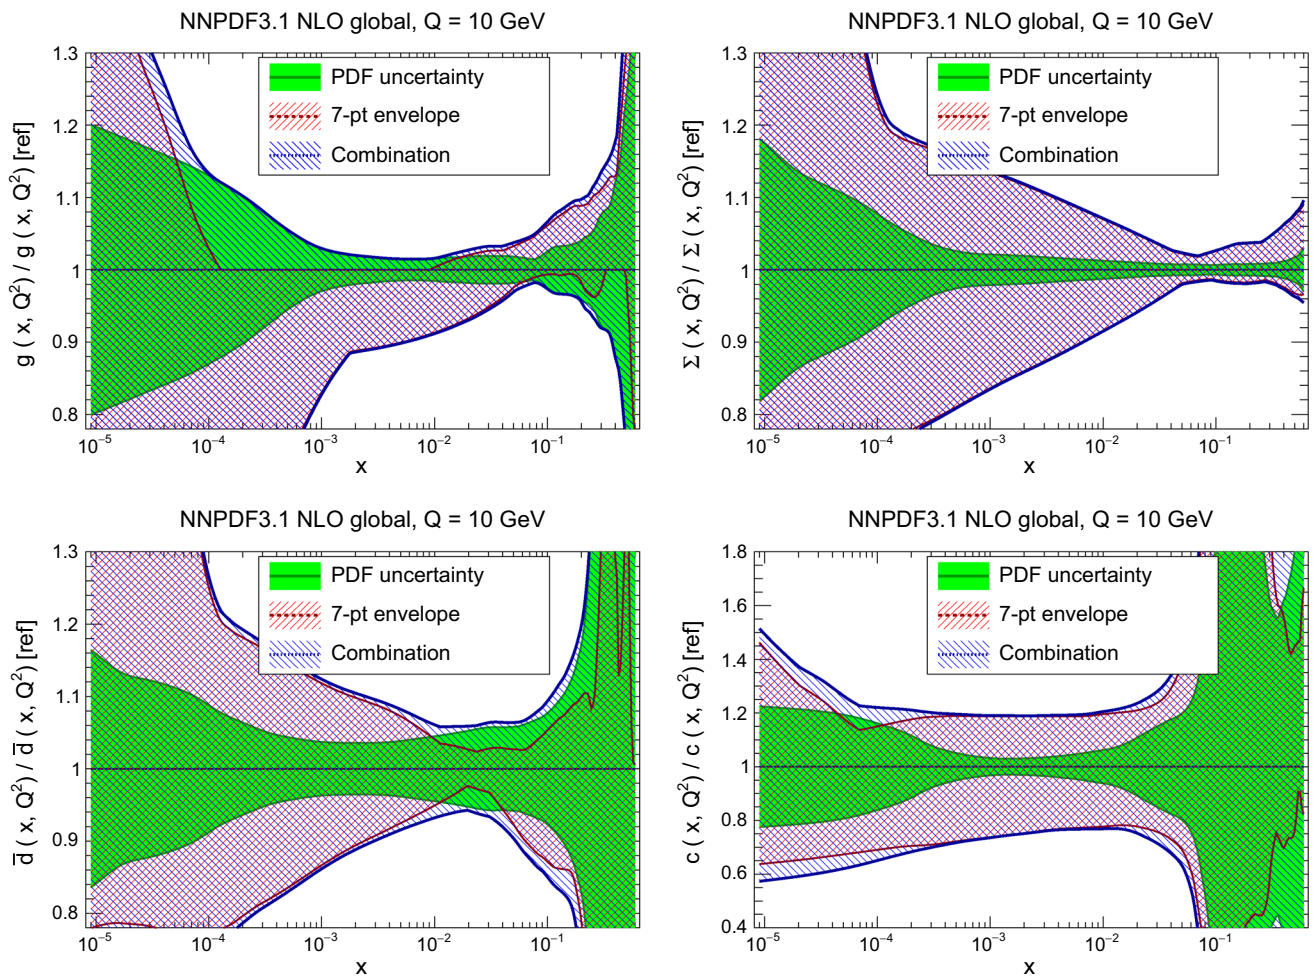 NNPDF3.1 NLO global, Q = 10 GeV
g ( x, Q²) / g ( x, Q²) [ref]
1.3
1.2
1.1
1
0.9
0.8
PDF uncertainty
7-pt envelope
Combination
10⁻⁵ 10⁻⁴ 10⁻³ 10⁻² 10⁻¹
x
NNPDF3.1 NLO global, Q = 10 GeV
Σ ( x, Q²) / Σ ( x, Q²) [ref]
1.3
1.2
1.1
1
0.9
0.8
PDF uncertainty
7-pt envelope
Combination
10⁻⁵ 10⁻⁴ 10⁻³ 10⁻² 10⁻¹
x
NNPDF3.1 NLO global, Q = 10 GeV
d̅ ( x, Q²) / d̅ ( x, Q²) [ref]
1.3
1.2
1.1
1
0.9
0.8
PDF uncertainty
7-pt envelope
Combination
10⁻⁵ 10⁻⁴ 10⁻³ 10⁻² 10⁻¹
x
NNPDF3.1 NLO global, Q = 10 GeV
c ( x, Q²) / c ( x, Q²) [ref]
1.8
1.6
1.4
1.2
1
0.8
0.6
0.4
PDF uncertainty
7-pt envelope
Combination
10⁻⁵ 10⁻⁴ 10⁻³ 10⁻² 10⁻¹
x